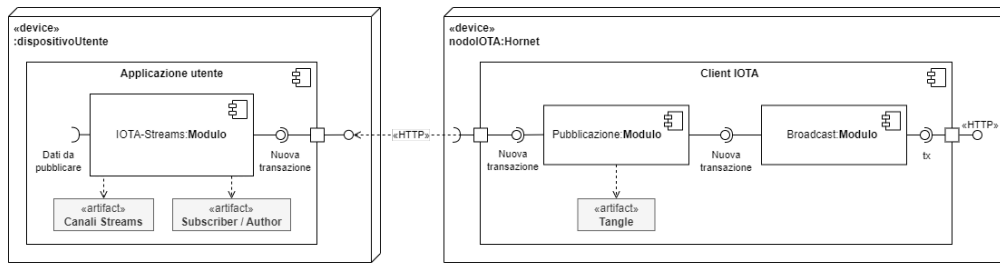 «device»
:dispositivoUtente
Applicazione utente
IOTA-Streams:Modulo
Dati da
pubblicare
Nuova
transazione
«artifact»
Canali Streams
«artifact»
Subscriber / Author
«HTTP»
«device»
nodoIOTA:Hornet
Client IOTA
Nuova
transazione
Pubblicazione:Modulo
Nuova
transazione
Broadcast:Modulo
tx
«HTTP»
«artifact»
Tangle